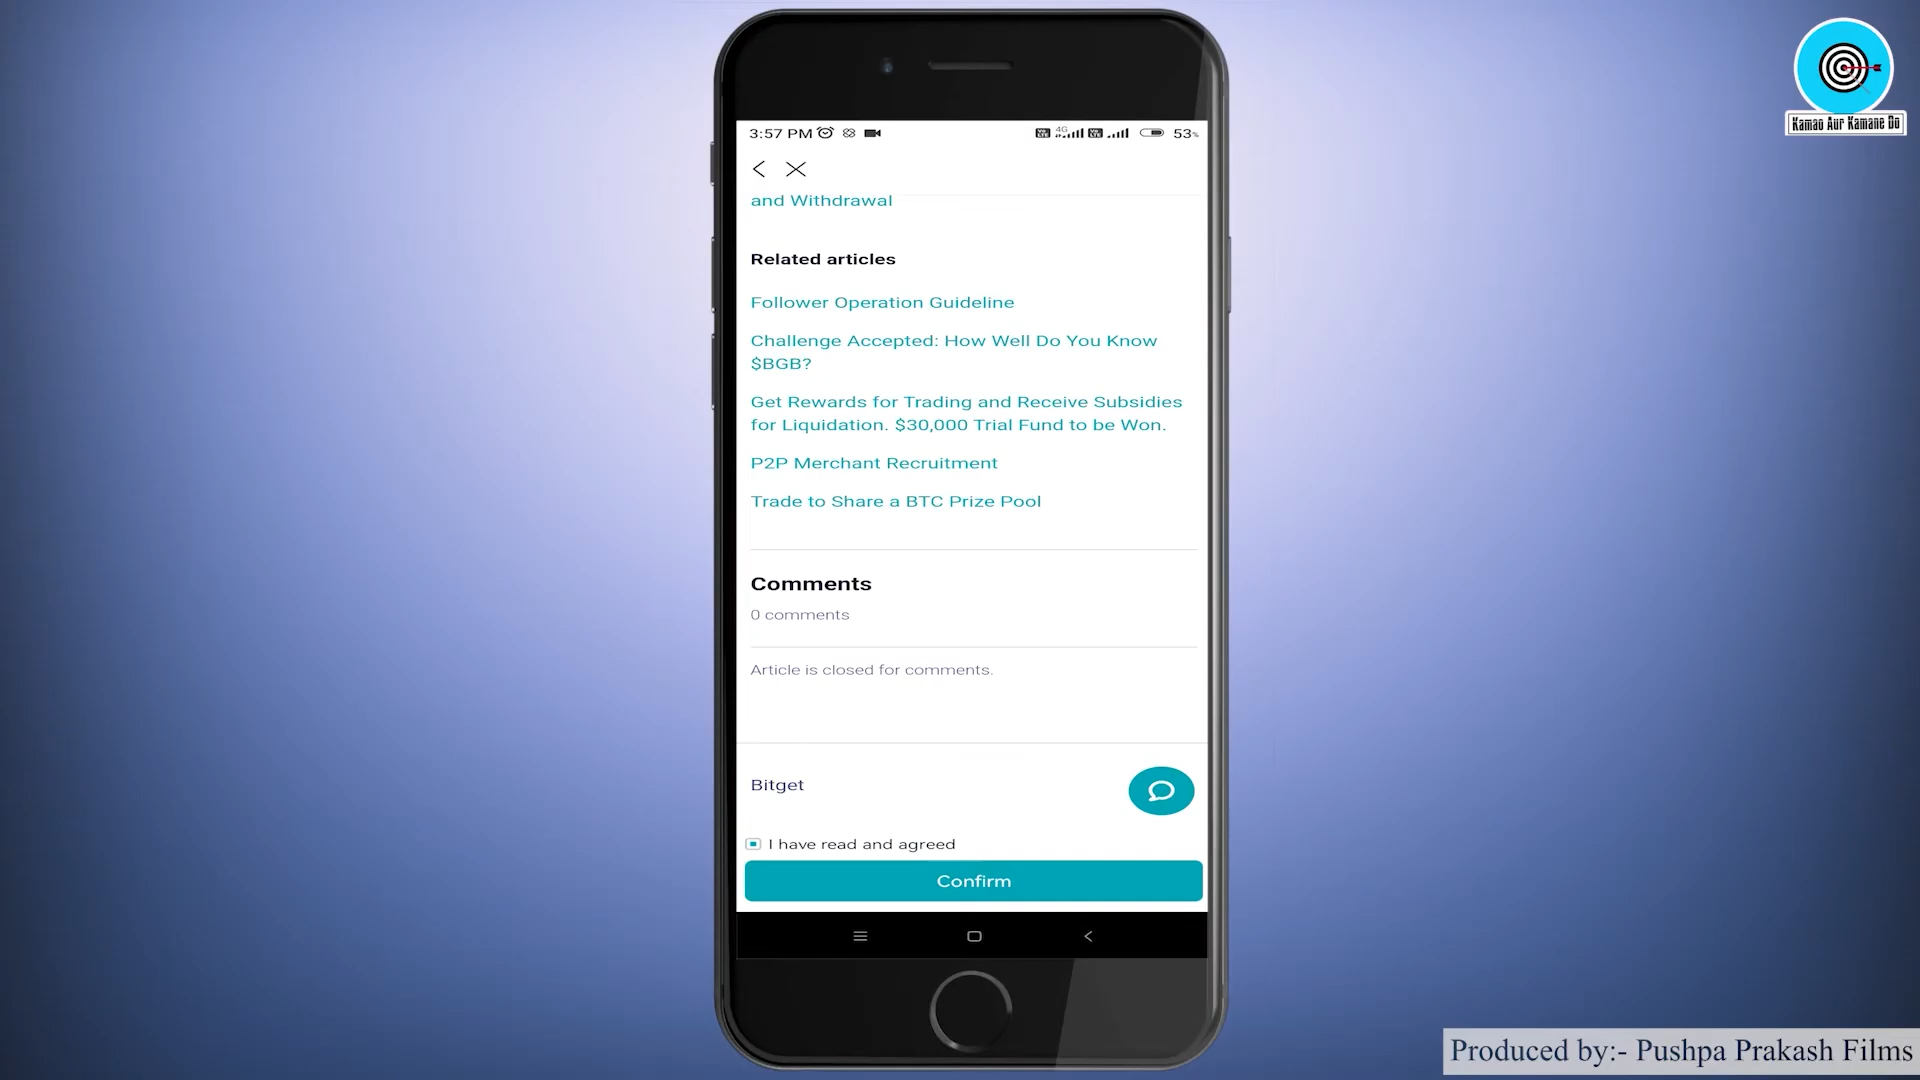 Kamao Aur Kamane Do
3:57 PM
4G
53%
and Withdrawal
Related articles
Follower Operation Guideline
Challenge Accepted: How Well Do You Know
$BGB?
Get Rewards for Trading and Receive Subsidies
for Liquidation. $30,000 Trial Fund to be Won.
P2P Merchant Recruitment
Trade to Share a BTC Prize Pool
Comments
0 comments
Article is closed for comments.
Bitget
I have read and agreed
Confirm
Produced by:- Pushpa Prakash Films